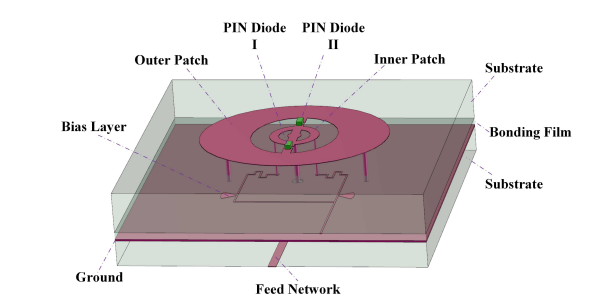 PIN Diode
I
PIN Diode
II
Outer Patch
Inner Patch
Substrate
Bias Layer
Bonding Film
Substrate
Ground
Feed Network